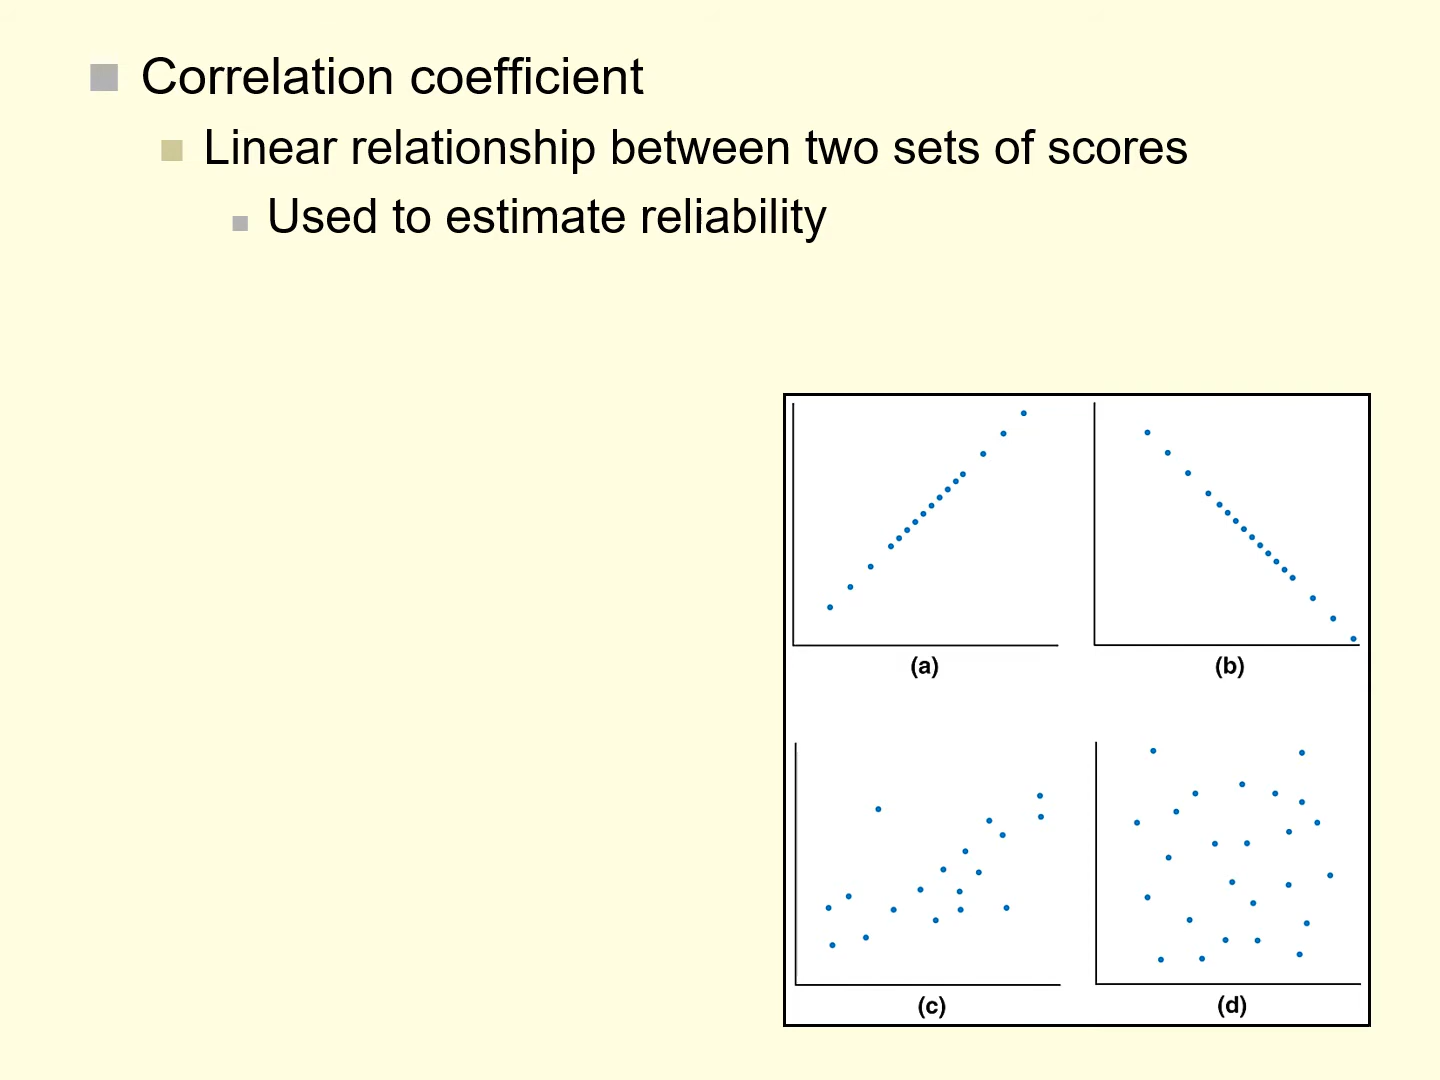 Correlation coefficient
Linear relationship between two sets of scores
Used to estimate reliability
(a)
(b)
(c)
(d)